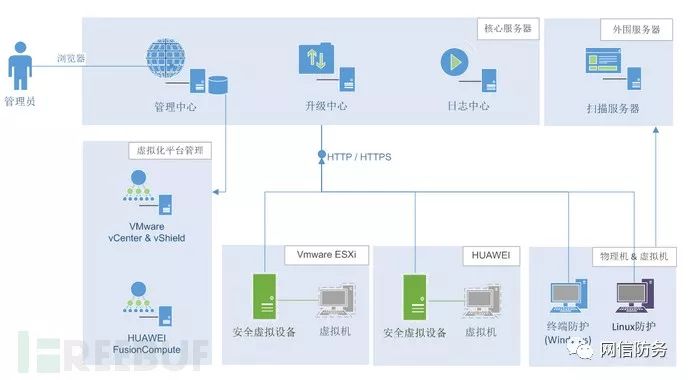 核心服务器
外国服务器
浏览器
管理员
管理中心
升级中心
日志中心
扫描服务器
虚拟化平台管理
HTTP / HTTPS
VMware
vCenter & vShield
HUAWEI
FusionCompute
Vmware ESXi
安全虚拟设备
虚拟机
HUAWEI
安全虚拟设备
虚拟机
物理机 & 虚拟机
终端防护
(Windows)
Linux防护
FREEBUF
网信防务